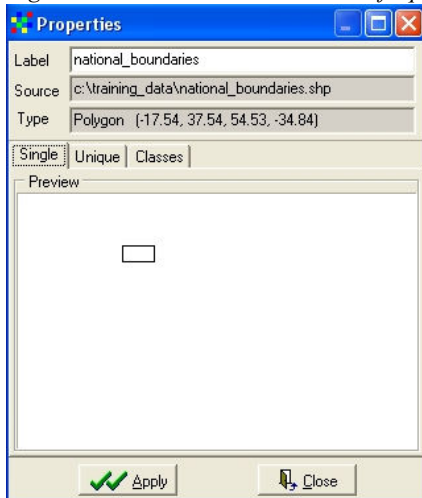 Properties
Label national_boundaries
Source c:\training_data\national_boundaries.shp
Type Polygon (-17.54, 37.54, 54.53, -34.84)
Single Unique Classes
Preview
Apply Close